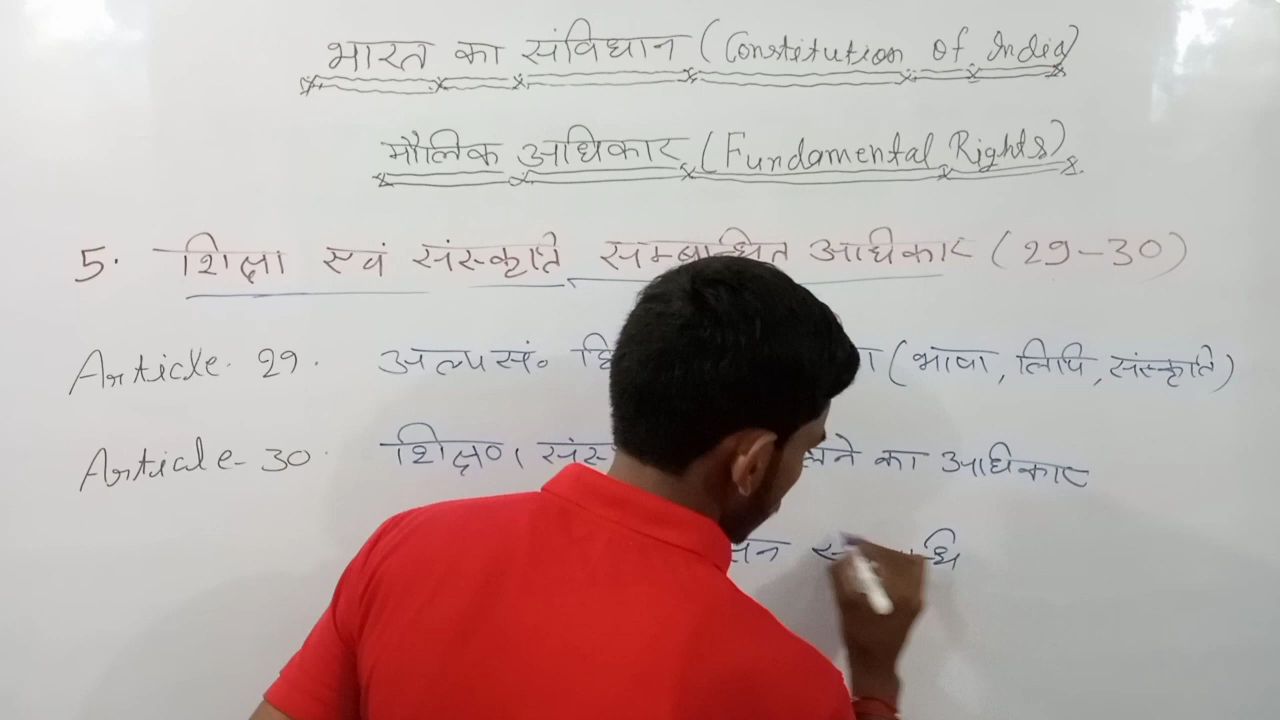 भारत का संविधान (Constitution of India)
मौलिक अधिकार (Fundamental Rights)
5. शिक्षा एवं संस्कृति सम्बन्धित अधिकार (29-30)
Article. 29. अल्पसं० (भाषा, लिपि, संस्कृति)
Article-30. शिक्षण का अधिकार